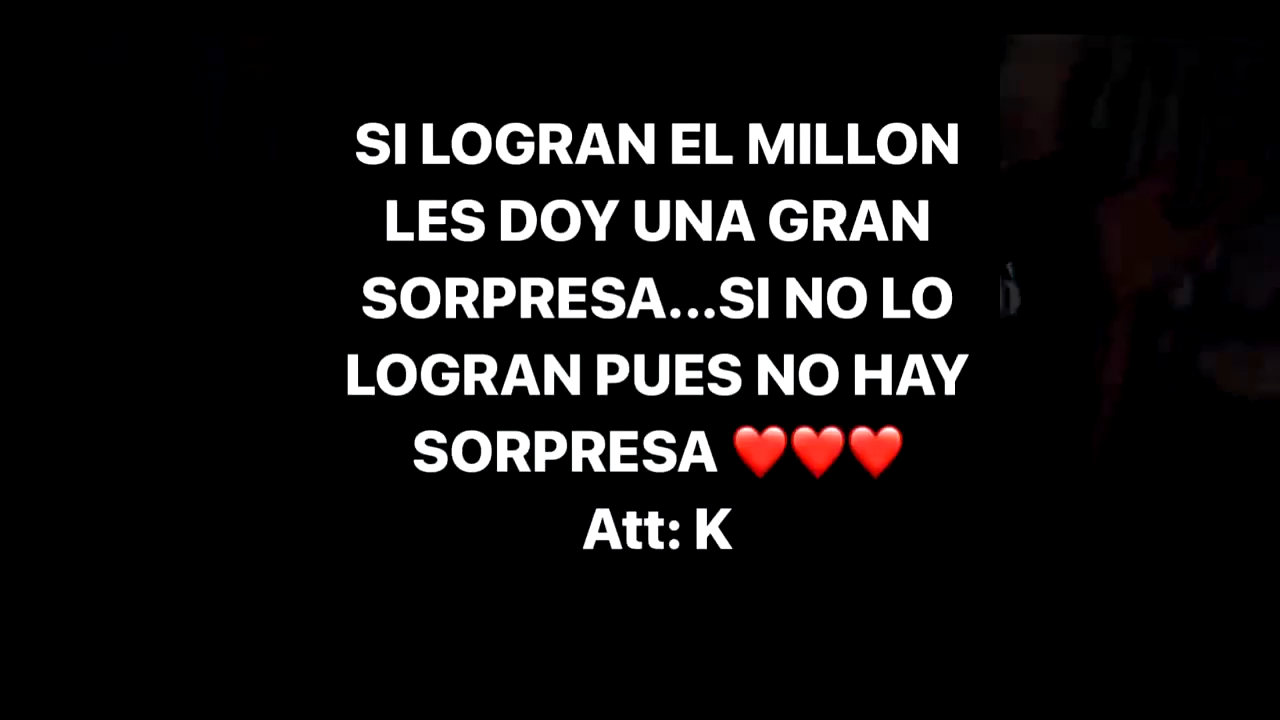 SI LOGRAN EL MILLON
LES DOY UNA GRAN
SORPRESA...SI NO LO
LOGRAN PUES NO HAY
SORPRESA ❤️❤️❤️
Att: K